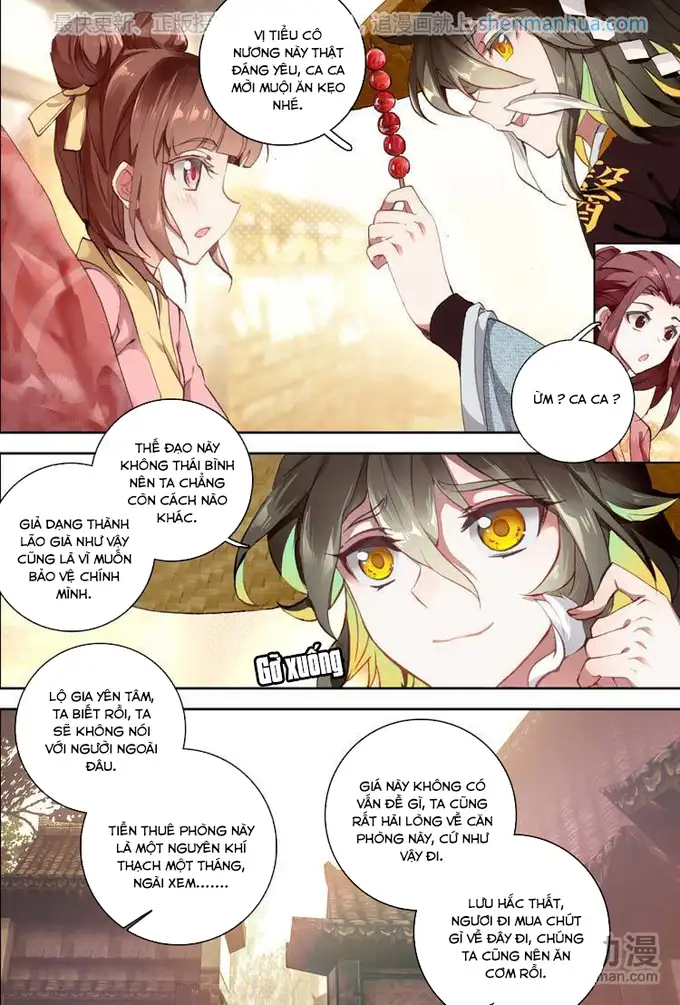 最快更新、正版授
追漫画就上 shenmanhua.com
VỊ TIỂU CÔ
NƯƠNG NÀY THẬT
ĐÁNG YÊU, CA CA
MỜI MUỘI ĂN KẸO
NHÉ.
ỪM ? CA CA ?
THẾ ĐẠO NÀY
KHÔNG THÁI BÌNH
NÊN TA CHẲNG
CÒN CÁCH NÀO
KHÁC.
GIẢ DẠNG THÀNH
LÃO GIÀ NHƯ VẬY
CŨNG LÀ VÌ MUỐN
BẢO VỆ CHÍNH
MÌNH.
GỠ XUỐNG
LỘ GIA YÊN TÂM,
TA BIẾT RỒI, TA
SẼ KHÔNG NÓI
VỚI NGƯỜI NGOÀI
ĐÂU.
TIỀN THUÊ PHÒNG NÀY
LÀ MỘT NGUYÊN KHÍ
THẠCH MỘT THÁNG,
NGÀI XEM.......
GIÁ NÀY KHÔNG CÓ
VẤN ĐỀ GÌ, TA CŨNG
RẤT HÀI LÒNG VỀ CĂN
PHÒNG NÀY, CỨ NHƯ
VẬY ĐI.
LƯU HẮC THẤT,
NGƯƠI ĐI MUA CHÚT
GÌ VỀ ĐÂY ĐI, CHÚNG
TA CŨNG NÊN ĂN
CƠM RỒI.
动漫
man.com